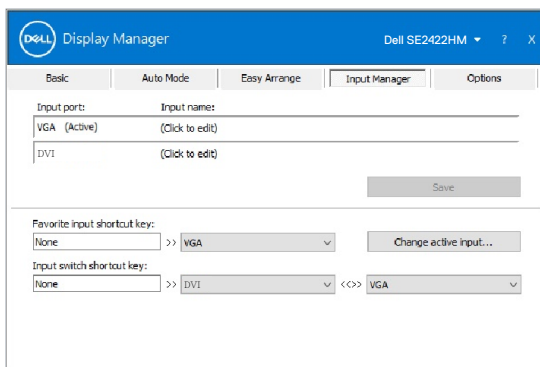 DELL Display Manager Dell SE2422HM ? X
Basic Auto Mode Easy Arrange Input Manager Options
Input port: Input name:
VGA (Active) (Click to edit)
DVI (Click to edit)
Save
Favorite input shortcut key:
None >> VGA Change active input...
Input switch shortcut key:
None >> DVI <<>> VGA